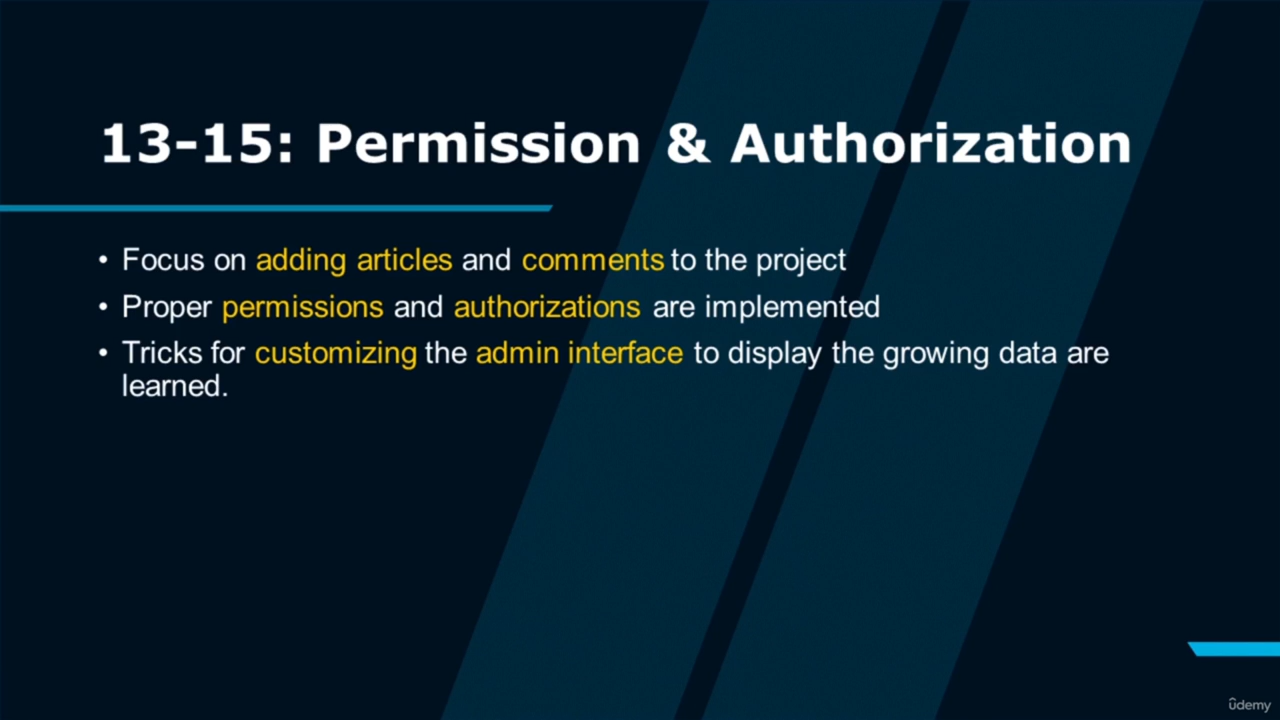 13-15: Permission & Authorization
• Focus on adding articles and comments to the project
• Proper permissions and authorizations are implemented
• Tricks for customizing the admin interface to display the growing data are
learned.
ûdemy